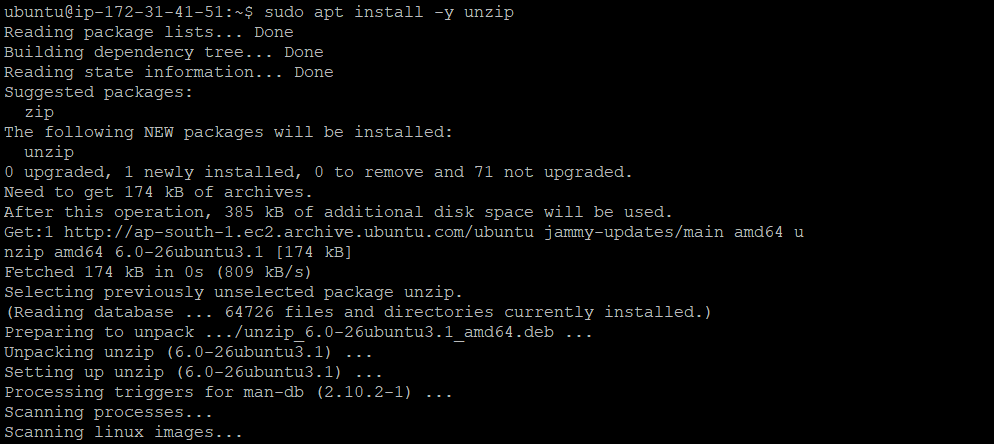 ubuntu@ip-172-31-41-51:~$ sudo apt install -y unzip
Reading package lists... Done
Building dependency tree... Done
Reading state information... Done
Suggested packages:
  zip
The following NEW packages will be installed:
  unzip
0 upgraded, 1 newly installed, 0 to remove and 71 not upgraded.
Need to get 174 kB of archives.
After this operation, 385 kB of additional disk space will be used.
Get:1 http://ap-south-1.ec2.archive.ubuntu.com/ubuntu jammy-updates/main amd64 u
nzip amd64 6.0-26ubuntu3.1 [174 kB]
Fetched 174 kB in 0s (809 kB/s)
Selecting previously unselected package unzip.
(Reading database ... 64726 files and directories currently installed.)
Preparing to unpack .../unzip_6.0-26ubuntu3.1_amd64.deb ...
Unpacking unzip (6.0-26ubuntu3.1) ...
Setting up unzip (6.0-26ubuntu3.1) ...
Processing triggers for man-db (2.10.2-1) ...
Scanning processes...
Scanning linux images...